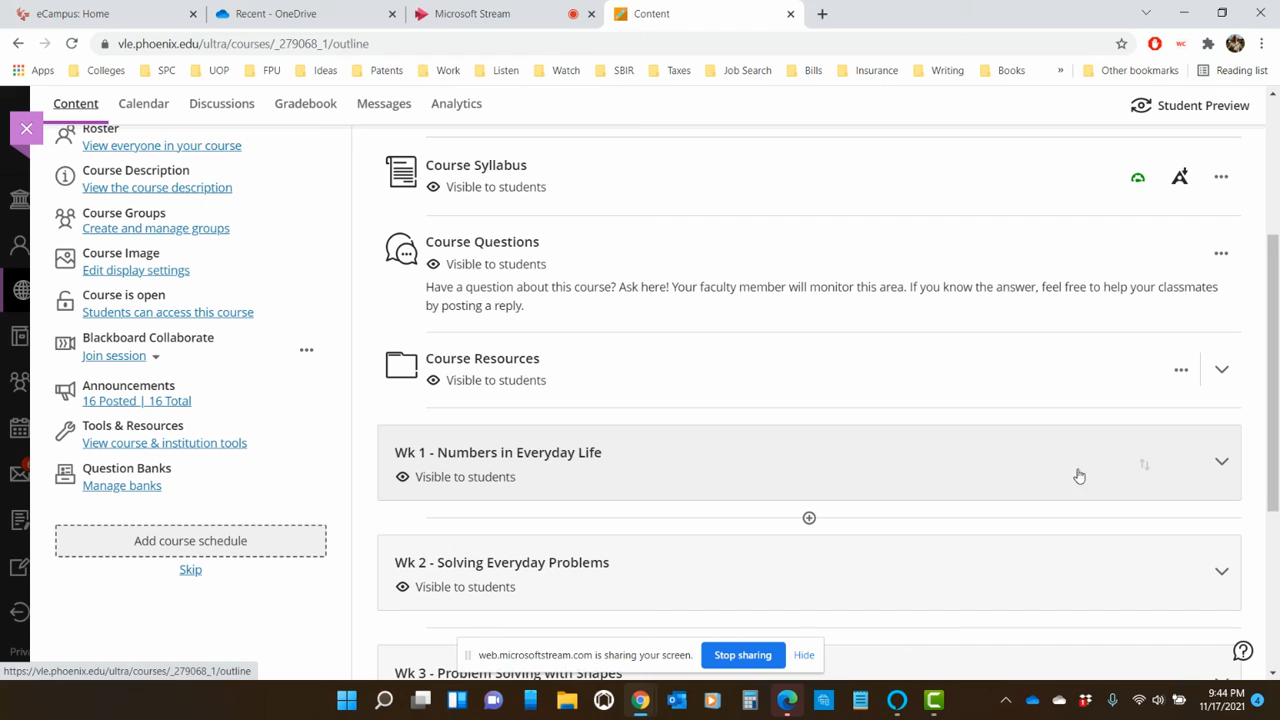 eCampus: Home
Recent - OneDrive
Microsoft Stream
Content
vle.phoenix.edu/ultra/courses/_279068_1/outline
WC
Apps
Colleges
SPC
UOP
FPU
Ideas
Patents
Work
Listen
Watch
SBIR
Taxes
Job Search
Bills
Insurance
Writing
Books
»
Other bookmarks
Reading list
Content
Calendar
Discussions
Gradebook
Messages
Analytics
Student Preview
Roster
View everyone in your course
Course Description
View the course description
Course Groups
Create and manage groups
Course Image
Edit display settings
Course is open
Students can access this course
Blackboard Collaborate
Join session
Announcements
16 Posted | 16 Total
Tools & Resources
View course & institution tools
Question Banks
Manage banks
Add course schedule
Skip
Course Syllabus
Visible to students
Course Questions
Visible to students
Have a question about this course? Ask here! Your faculty member will monitor this area. If you know the answer, feel free to help your classmates
by posting a reply.
Course Resources
Visible to students
Wk 1 - Numbers in Everyday Life
Visible to students
Wk 2 - Solving Everyday Problems
Visible to students
Wk 3 - Problem Solving with Shapes
web.microsoftstream.com is sharing your screen.
Stop sharing
Hide
Priva
https://vle.phoenix.edu/ultra/courses/_279068_1/outline
9:44 PM
11/17/2021